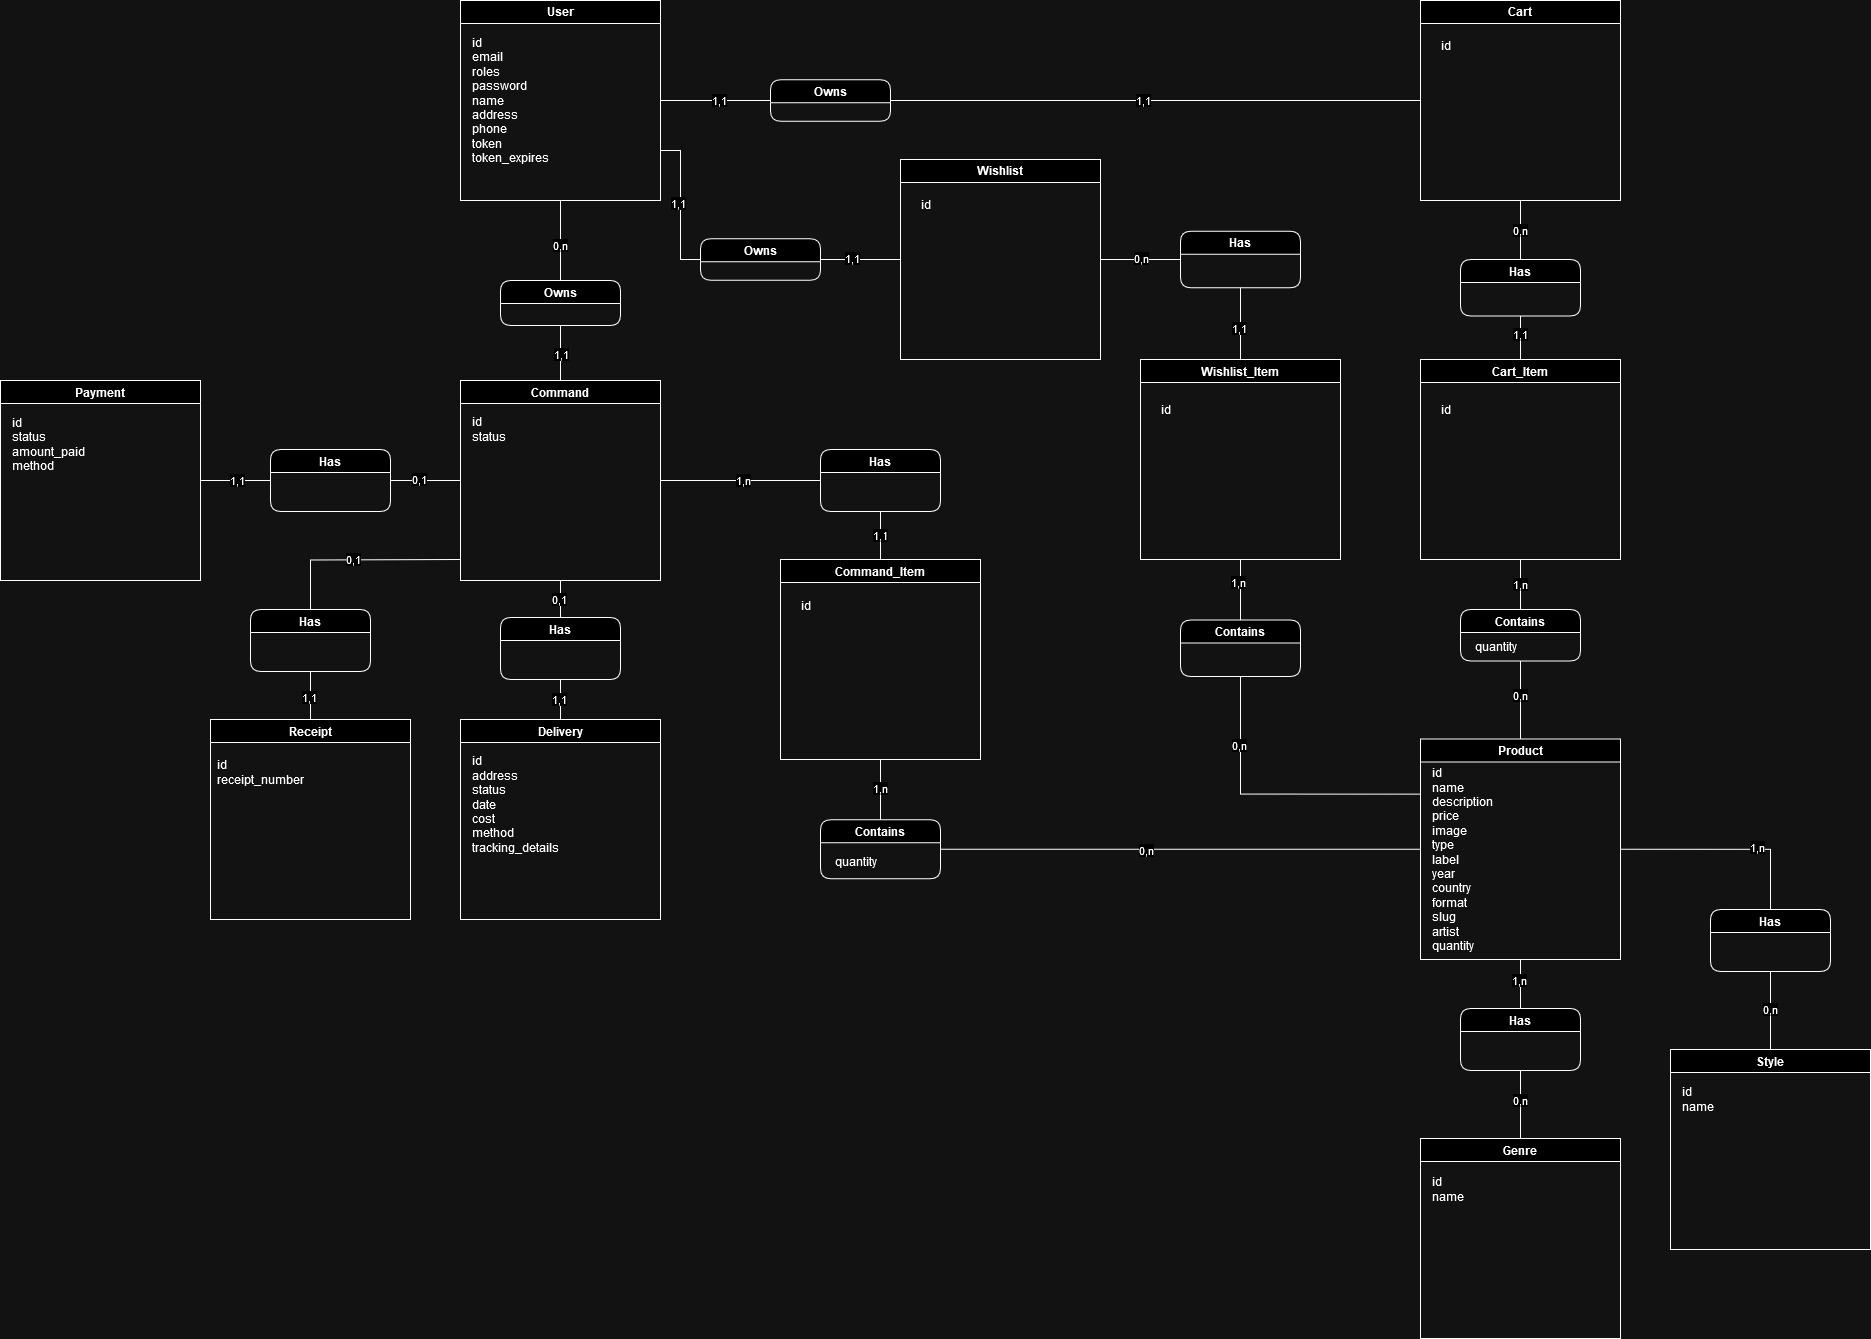 User
id
email
roles
password
name
address
phone
token
token_expires
1,1
Owns
1,1
Cart
id
1,1
Owns
1,1
Wishlist
id
0,n
Has
1,1
0,n
Has
1,1
0,n
Owns
1,1
Payment
id
status
amount_paid
method
1,1
Has
0,1
Command
id
status
1,n
Has
1,1
Wishlist_Item
id
Cart_Item
id
0,1
Has
1,1
0,1
Has
1,1
Command_Item
id
1,n
Contains
0,n
1,n
Contains
quantity
0,n
Receipt
id
receipt_number
Delivery
id
address
status
date
cost
method
tracking_details
1,n
Contains
quantity
0,n
Product
id
name
description
price
image
type
label
year
country
format
slug
artist
quantity
1,n
Has
0,n
1,n
Has
0,n
Style
id
name
Genre
id
name